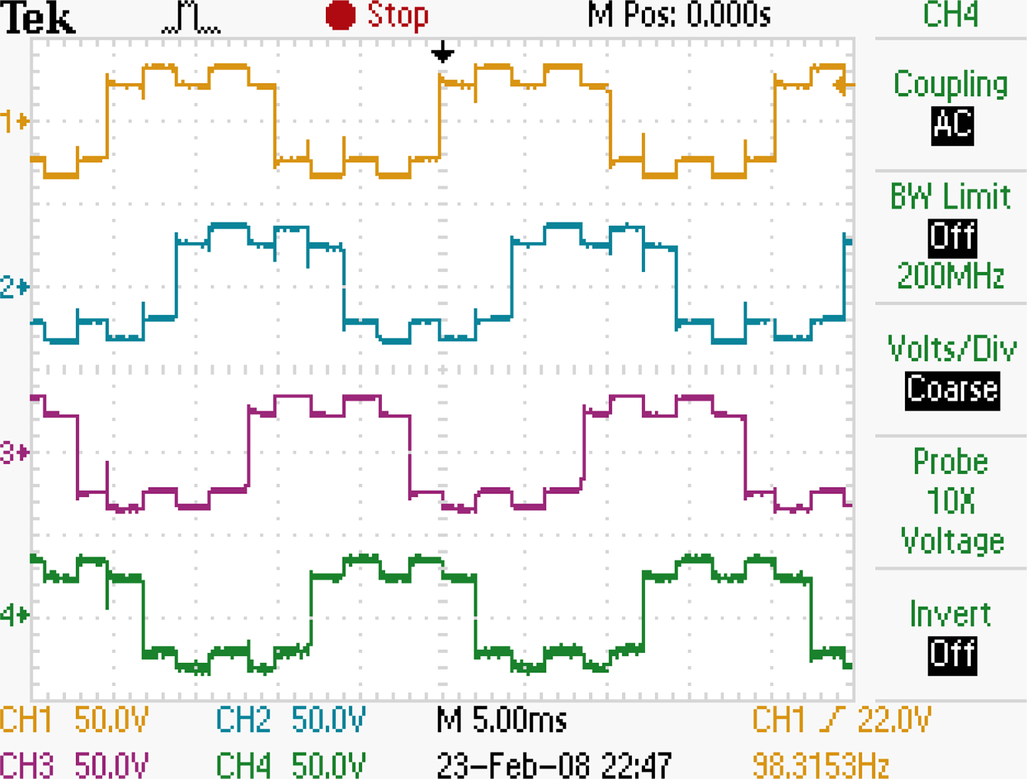 Tek Stop M Pos: 0.000s CH4
Coupling
AC
BW Limit
Off
200MHz
Volts/Div
Coarse
Probe
10X
Voltage
Invert
Off
1
2
3
4
CH1 50.0V CH2 50.0V M 5.00ms CH1 / 22.0V
CH3 50.0V CH4 50.0V 23-Feb-08 22:47 98.3153Hz